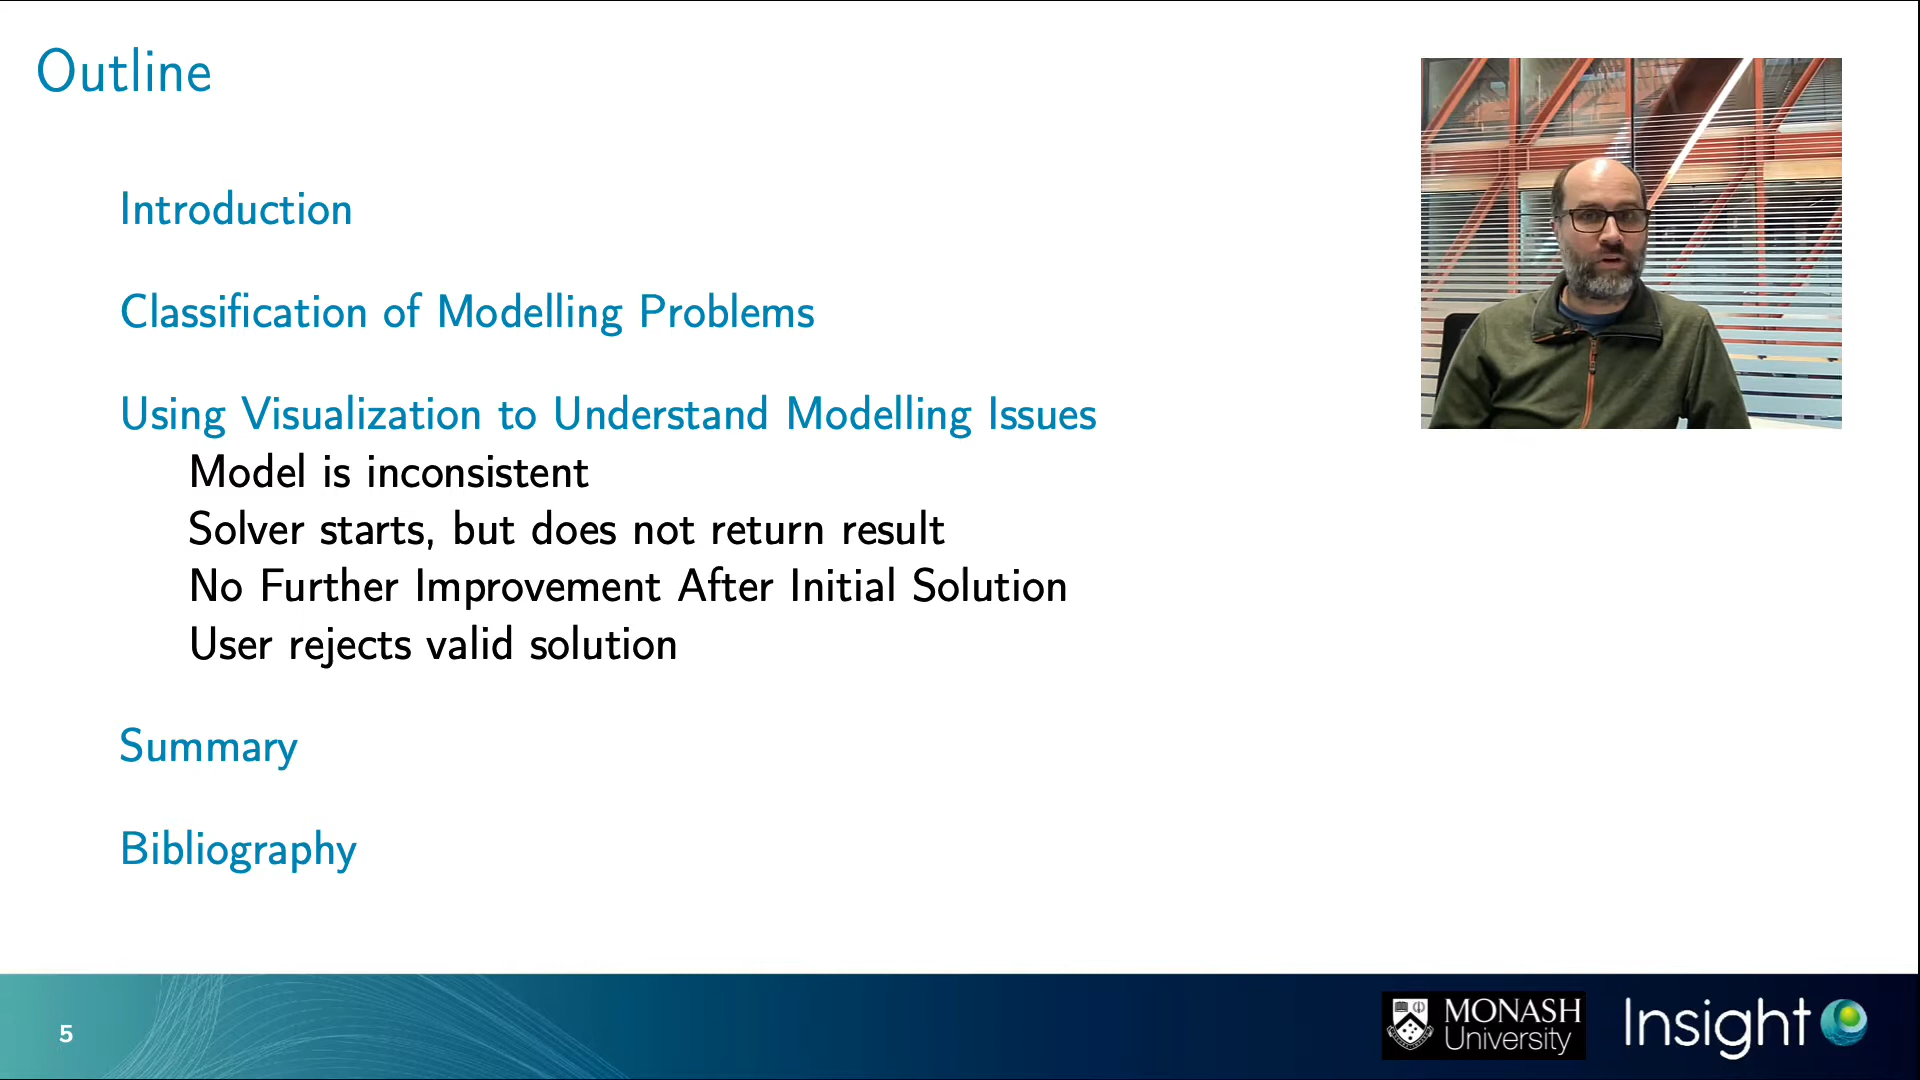 Outline
Introduction
Classification of Modelling Problems
Using Visualization to Understand Modelling Issues
Model is inconsistent
Solver starts, but does not return result
No Further Improvement After Initial Solution
User rejects valid solution
Summary
Bibliography
5
MONASH
University
Insight